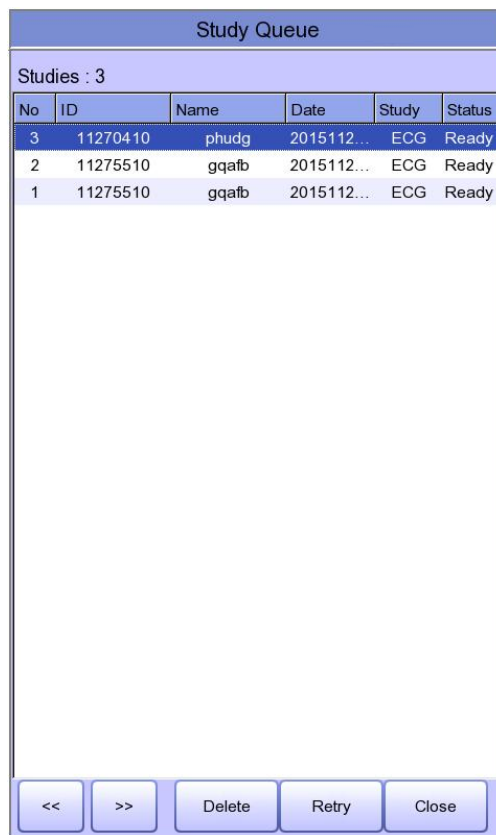 Study Queue
Studies : 3
No ID Name Date Study Status
3 11270410 phudg 2015112... ECG Ready
2 11275510 gqafb 2015112... ECG Ready
1 11275510 gqafb 2015112... ECG Ready
<< >> Delete Retry Close